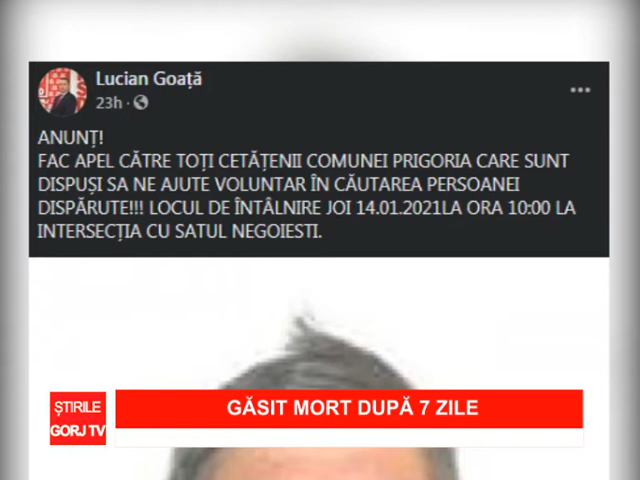 Lucian Goață
23h ·
ANUNȚ!
FAC APEL CĂTRE TOȚI CETĂȚENII COMUNEI PRIGORIA CARE SUNT
DISPUȘI SA NE AJUTE VOLUNTAR ÎN CĂUTAREA PERSOANEI
DISPĂRUTE!!! LOCUL DE ÎNTÂLNIRE JOI 14.01.2021LA ORA 10:00 LA
INTERSECȚIA CU SATUL NEGOIESTI.
ȘTIRILE
GORJ TV
GĂSIT MORT DUPĂ 7 ZILE